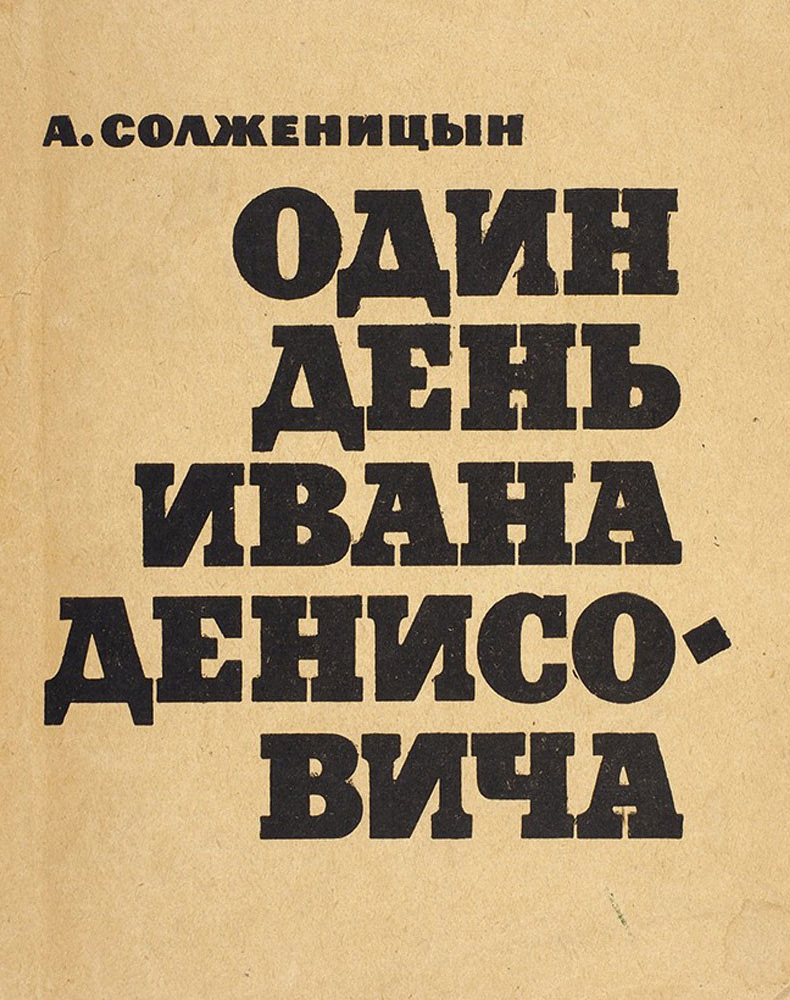 А. СОЛЖЕНИЦЫН
ОДИН
ДЕНЬ
ИВАНА
ДЕНИСО-
ВИЧА